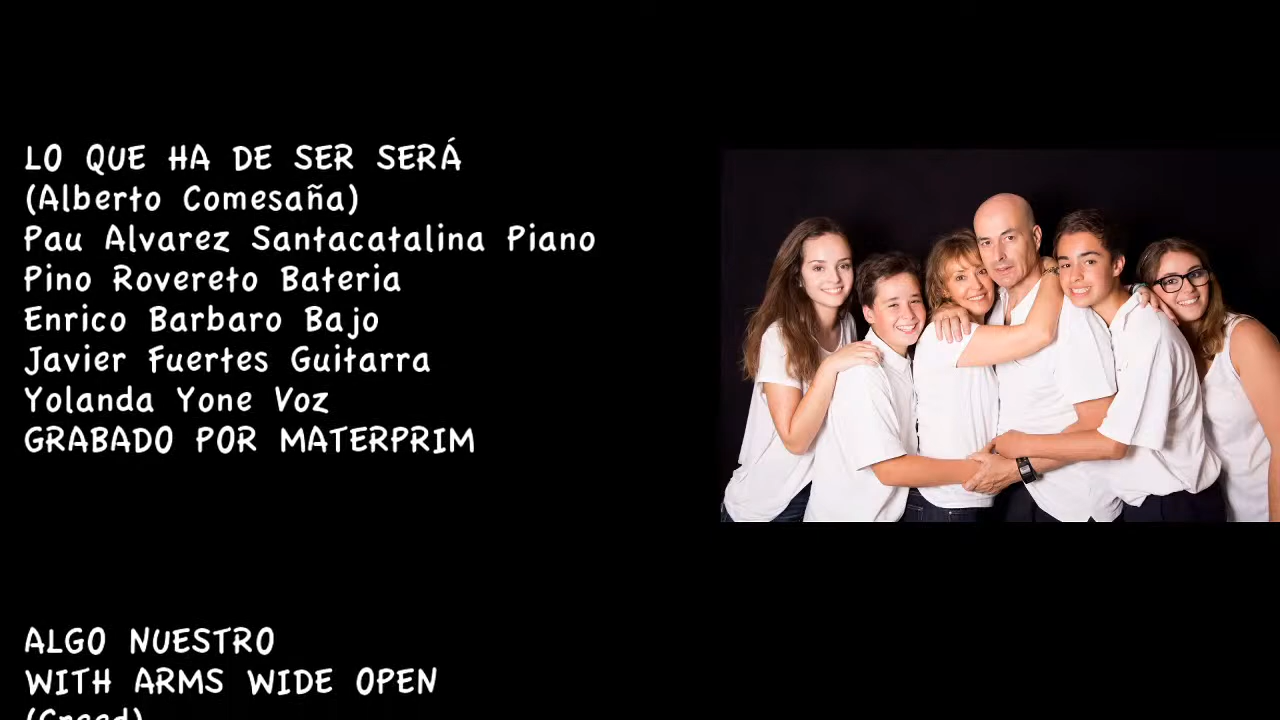 LO QUE HA DE SER SERÁ
(Alberto Comesaña)
Pau Alvarez Santacatalina Piano
Pino Rovereto Bateria
Enrico Barbaro Bajo
Javier Fuertes Guitarra
Yolanda Yone Voz
GRABADO POR MATERPRIM
ALGO NUESTRO
WITH ARMS WIDE OPEN
(Creed)